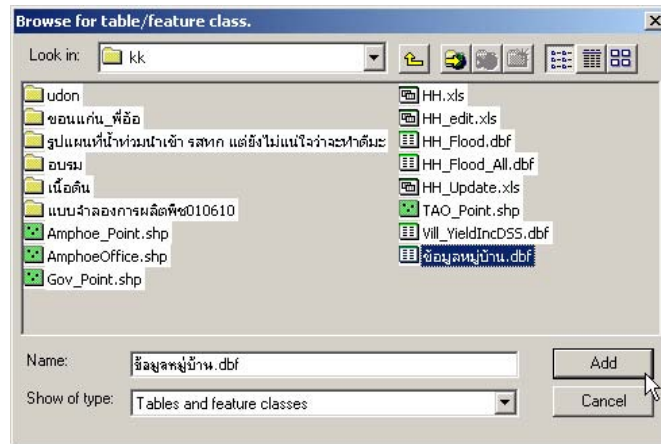 Browse for table/feature class.
Look in: kk
udon
ขอนแก่น_พี่อ้อ
รูปแผนที่น้ำท่วมนำเข้า รสทก แต่ยังไม่แน่ใจว่าจะทำดีมะ
อบรม
เนื้อดิน
แบบจำลองการผลิตพืช010610
Amphoe_Point.shp
AmphoeOffice.shp
Gov_Point.shp
HH.xls
HH_edit.xls
HH_Flood.dbf
HH_Flood_All.dbf
HH_Update.xls
TAO_Point.shp
Vill_YieldIncDSS.dbf
ข้อมูลหมู่บ้าน.dbf
Name: ข้อมูลหมู่บ้าน.dbf
Add
Show of type: Tables and feature classes
Cancel